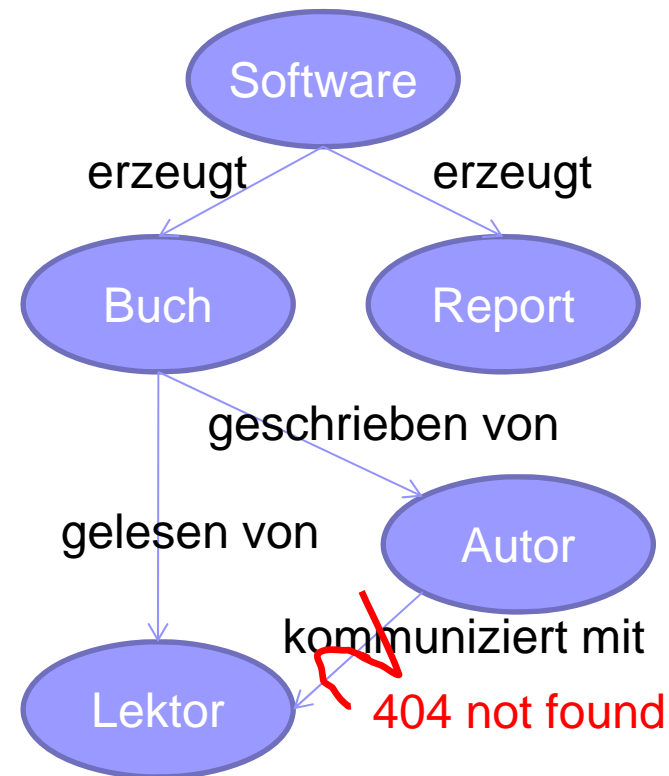 Software
erzeugt erzeugt
Buch Report
geschrieben von
gelesen von
Autor
kommuniziert mit
Lektor
404 not found